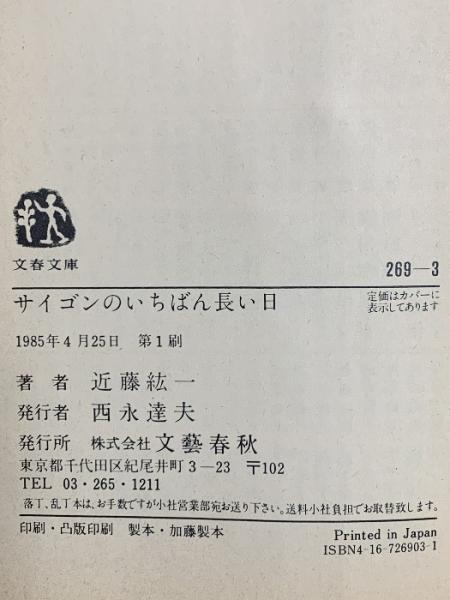 文春文庫
269—3
サイゴンのいちばん長い日
定価はカバーに
表示してあります
1985年4月25日 第1刷
著者 近藤紘一
発行者 西永達夫
発行所 株式会社 文藝春秋
東京都千代田区紀尾井町3—23 〒102
TEL 03・265・1211
落丁、乱丁本は、お手数ですが小社営業部宛お送り下さい。送料小社負担でお取替致します。
印刷・凸版印刷 製本・加藤製本
Printed in Japan
ISBN4-16-726903-1